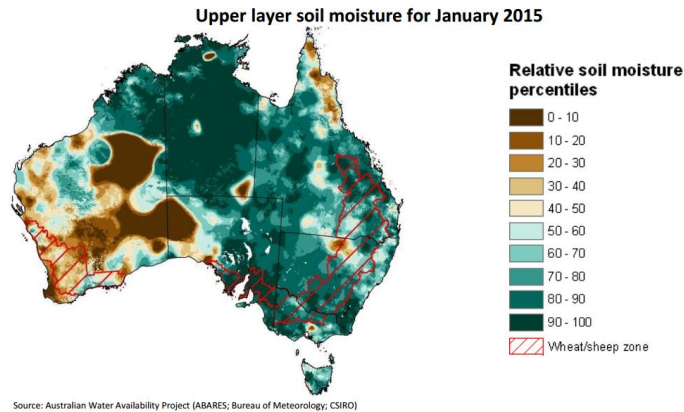 Upper layer soil moisture for January 2015
Relative soil moisture
percentiles
0 - 10
10 - 20
20 - 30
30 - 40
40 - 50
50 - 60
60 - 70
70 - 80
80 - 90
90 - 100
Wheat/sheep zone
Source: Australian Water Availability Project (ABARES; Bureau of Meteorology; CSIRO)